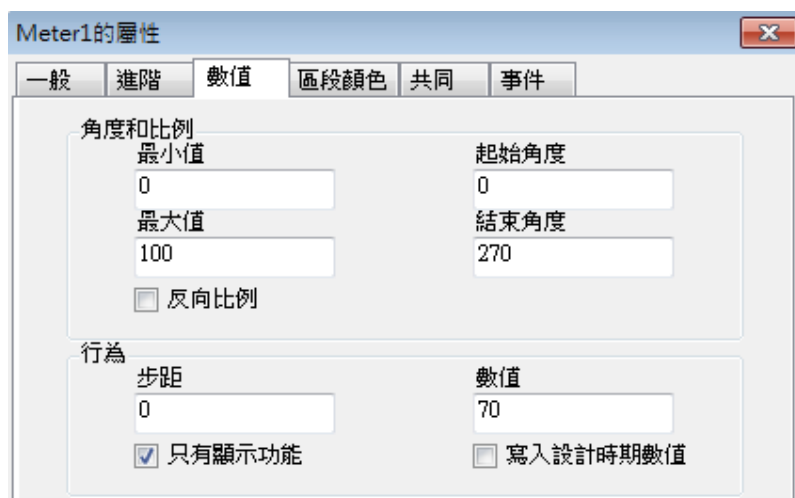 Meter1的屬性
一般 進階 數值 區段顏色 共同 事件
角度和比例
最小值 起始角度
0 0
最大值 結束角度
100 270
反向比例
行為
步距 數值
0 70
只有顯示功能 寫入設計時期數值